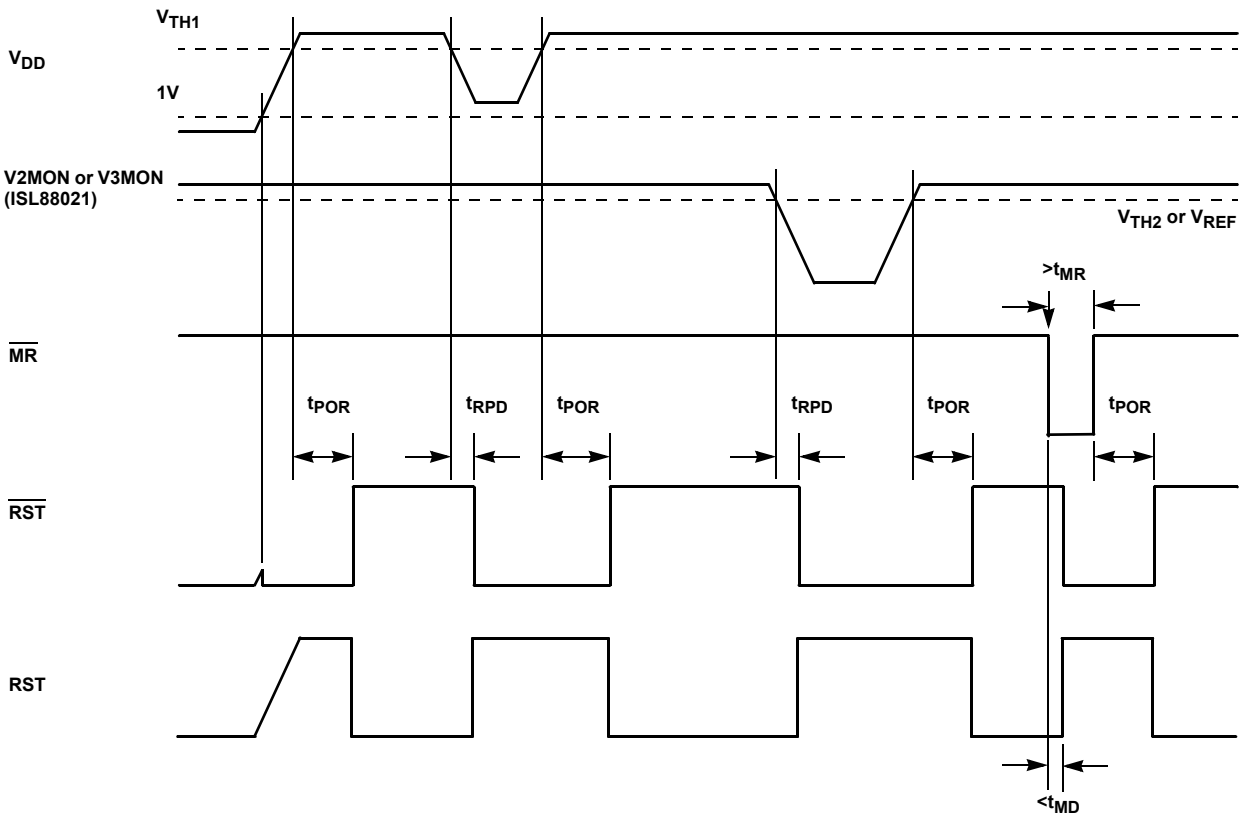 VTH1
VDD
1V
V2MON or V3MON
(ISL88021)
VTH2 or VREF
>tMR
MR
tPOR tRPD tPOR tRPD tPOR tPOR
RST
RST
<tMD